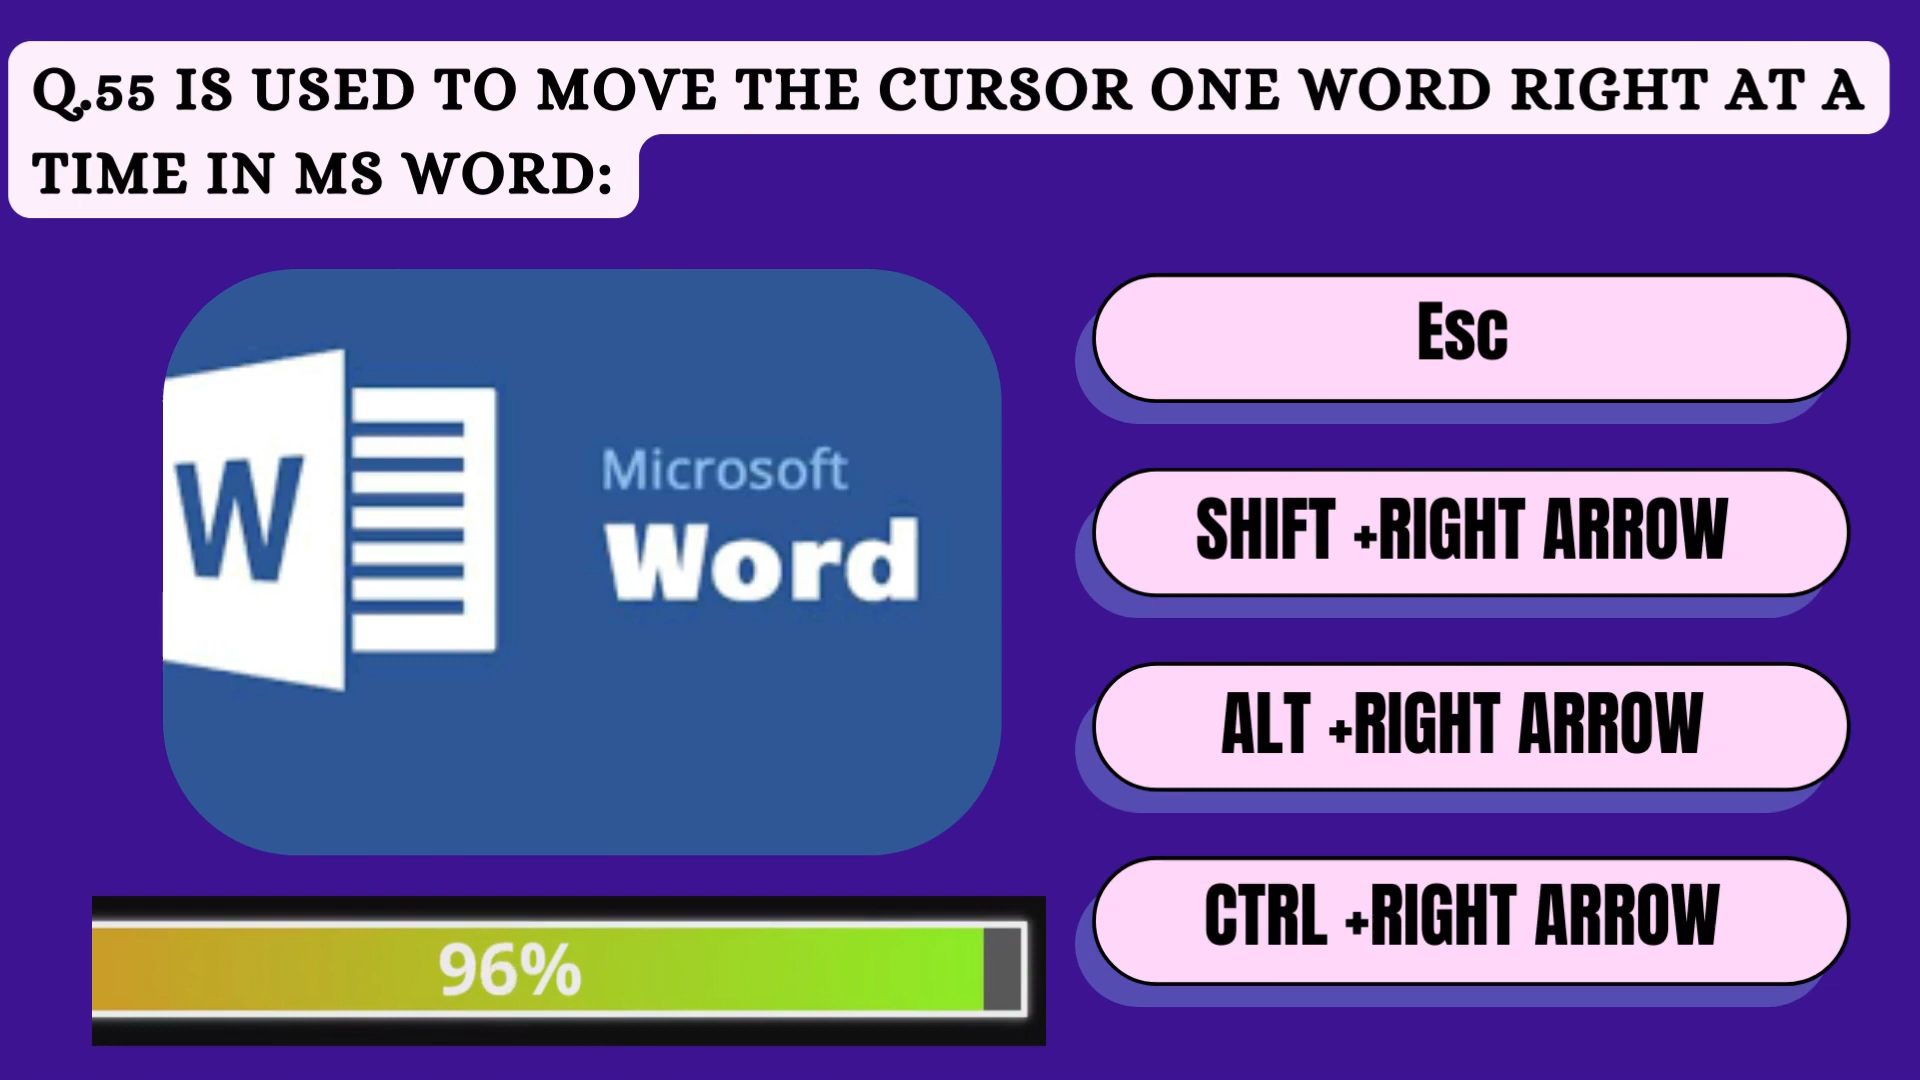 Q.55 IS USED TO MOVE THE CURSOR ONE WORD RIGHT AT A
TIME IN MS WORD:
W
Microsoft
Word
Esc
SHIFT +RIGHT ARROW
ALT +RIGHT ARROW
CTRL +RIGHT ARROW
96%